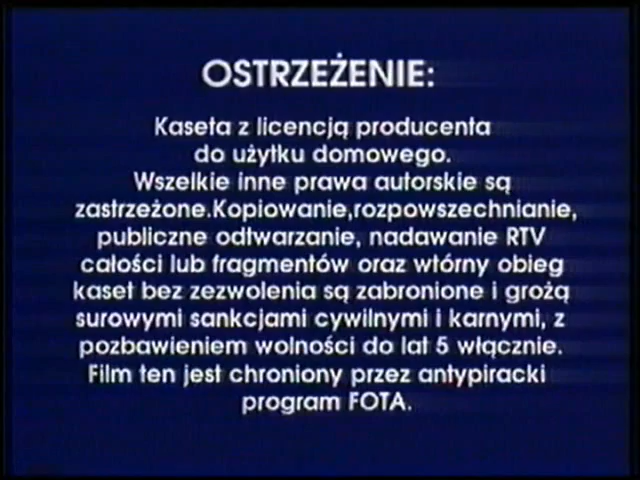 OSTRZEŻENIE:
Kaseta z licencją producenta
do użytku domowego.
Wszelkie inne prawa autorskie są
zastrzeżone.Kopiowanie,rozpowszechnianie,
publiczne odtwarzanie, nadawanie RTV
całości lub fragmentów oraz wtórny obieg
kaset bez zezwolenia są zabronione i grożą
surowymi sankcjami cywilnymi i karnymi, z
pozbawieniem wolności do lat 5 włącznie.
Film ten jest chroniony przez antypiracki
program FOTA.